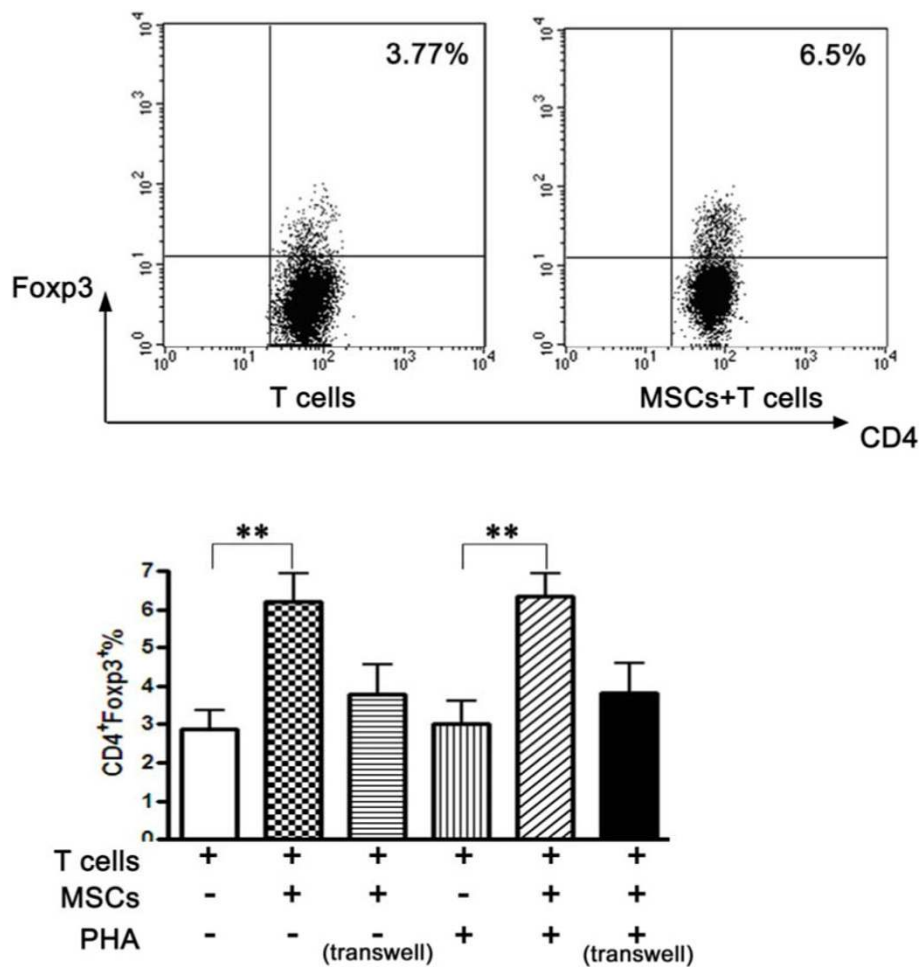 3.77%
6.5%
10⁴
10³
10²
10¹
10⁰
10⁴
10³
10²
10¹
10⁰
Foxp3
10⁰ 10¹ 10² 10³ 10⁴
10⁰ 10¹ 10² 10³ 10⁴
T cells
MSCs+T cells
CD4
** **
CD4⁺Foxp3⁺%
7
6
5
4
3
2
1
0
T cells + + + + + +
MSCs - + + - + +
PHA - - - + + +
(transwell) (transwell)